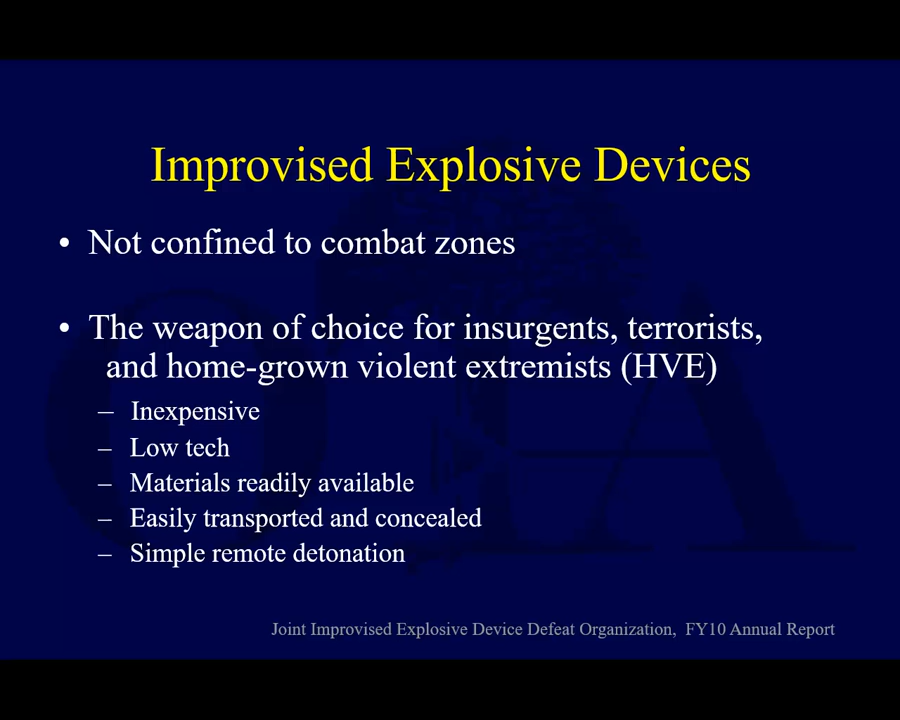 Improvised Explosive Devices
• Not confined to combat zones
• The weapon of choice for insurgents, terrorists,
and home-grown violent extremists (HVE)
– Inexpensive
– Low tech
– Materials readily available
– Easily transported and concealed
– Simple remote detonation
Joint Improvised Explosive Device Defeat Organization, FY10 Annual Report